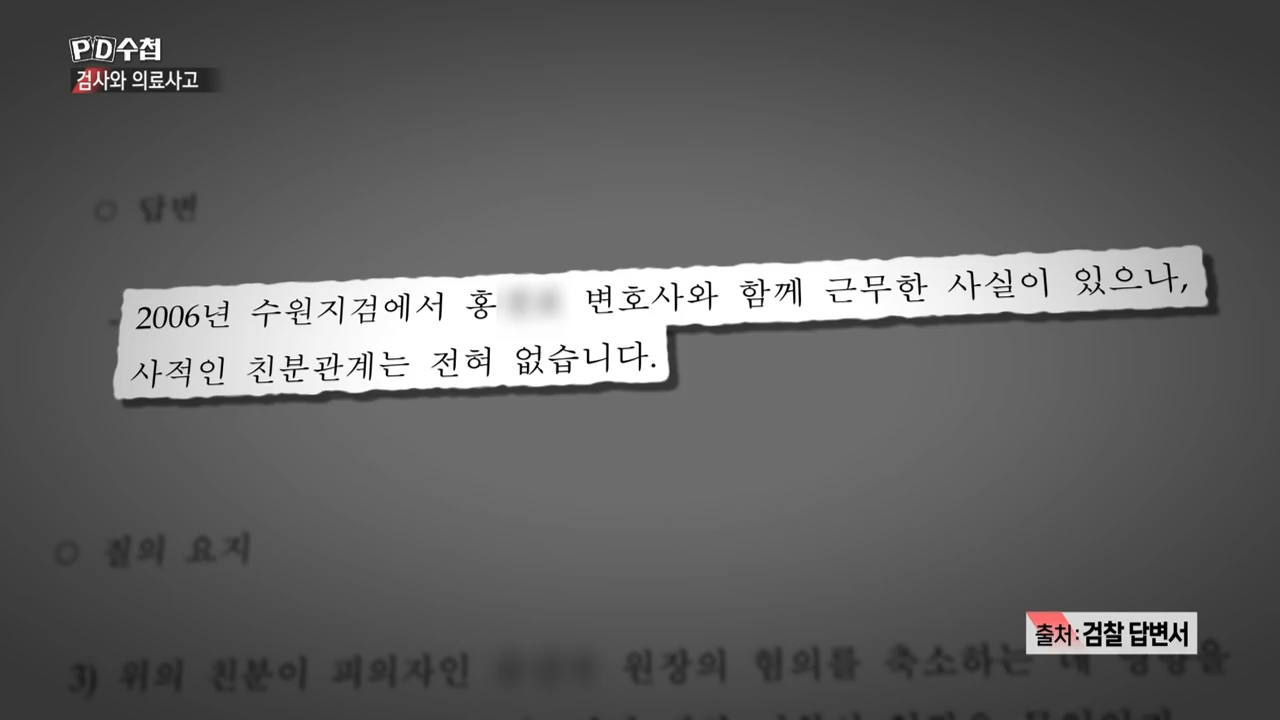 PD수첩
검사와 의료사고
○ 답변
2006년 수원지검에서 홍 변호사와 함께 근무한 사실이 있으나,
사적인 친분관계는 전혀 없습니다.
○ 질의 요지
출처: 검찰 답변서
3) 위의 친분이 피의자인 원장의 혐의를 축소하는 데